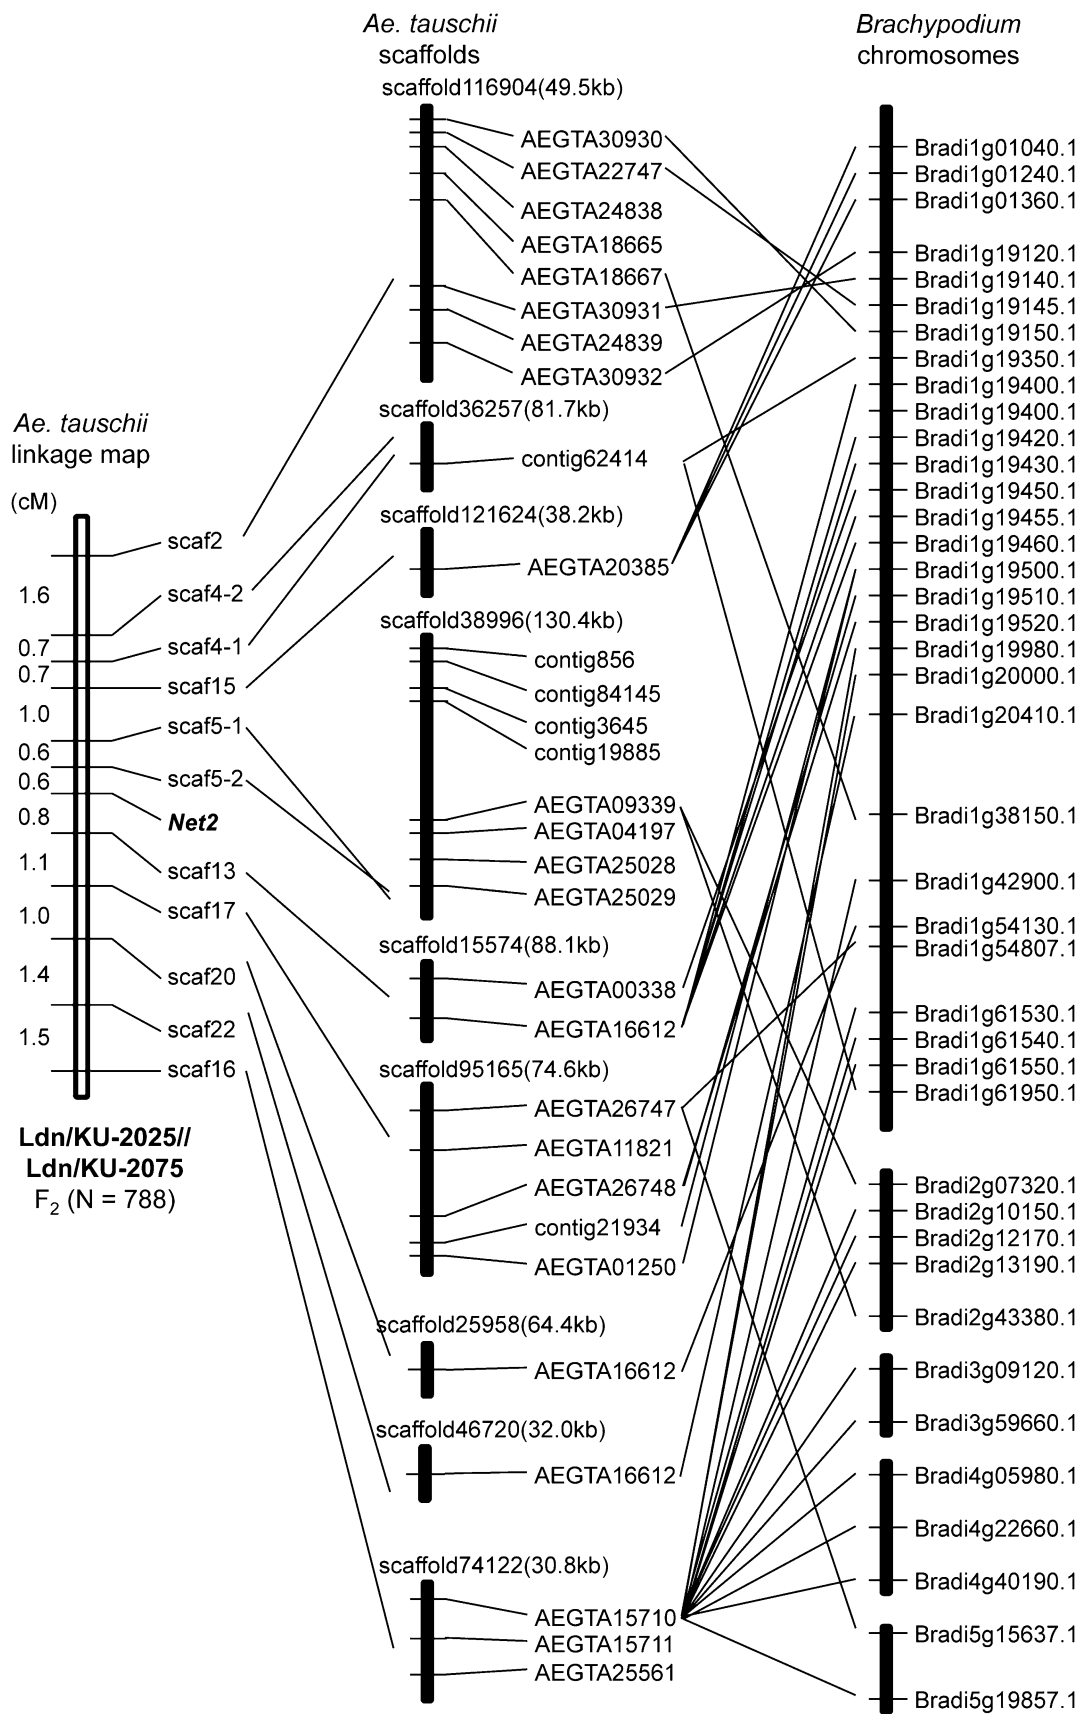 Ae. tauschii
scaffolds
scaffold116904(49.5kb)
AEGTA30930
AEGTA22747
AEGTA24838
AEGTA18665
AEGTA18667
AEGTA30931
AEGTA24839
AEGTA30932
scaffold36257(81.7kb)
contig62414
scaffold121624(38.2kb)
AEGTA20385
scaffold38996(130.4kb)
contig856
contig84145
contig3645
contig19885
AEGTA09339
AEGTA04197
AEGTA25028
AEGTA25029
scaffold15574(88.1kb)
AEGTA00338
AEGTA16612
scaffold95165(74.6kb)
AEGTA26747
AEGTA11821
AEGTA26748
contig21934
AEGTA01250
scaffold25958(64.4kb)
AEGTA16612
scaffold46720(32.0kb)
AEGTA16612
scaffold74122(30.8kb)
AEGTA15710
AEGTA15711
AEGTA25561
Ae. tauschii
linkage map
(cM)
1.6
0.7
0.7
1.0
0.6
0.6
0.8
1.1
1.0
1.4
1.5
scaf2
scaf4-2
scaf4-1
scaf15
scaf5-1
scaf5-2
Net2
scaf13
scaf17
scaf20
scaf22
scaf16
Ldn/KU-2025//
Ldn/KU-2075
F2 (N = 788)
Brachypodium
chromosomes
Bradi1g01040.1
Bradi1g01240.1
Bradi1g01360.1
Bradi1g19120.1
Bradi1g19140.1
Bradi1g19145.1
Bradi1g19150.1
Bradi1g19350.1
Bradi1g19400.1
Bradi1g19400.1
Bradi1g19420.1
Bradi1g19430.1
Bradi1g19450.1
Bradi1g19455.1
Bradi1g19460.1
Bradi1g19500.1
Bradi1g19510.1
Bradi1g19520.1
Bradi1g19980.1
Bradi1g20000.1
Bradi1g20410.1
Bradi1g38150.1
Bradi1g42900.1
Bradi1g54130.1
Bradi1g54807.1
Bradi1g61530.1
Bradi1g61540.1
Bradi1g61550.1
Bradi1g61950.1
Bradi2g07320.1
Bradi2g10150.1
Bradi2g12170.1
Bradi2g13190.1
Bradi2g43380.1
Bradi3g09120.1
Bradi3g59660.1
Bradi4g05980.1
Bradi4g22660.1
Bradi4g40190.1
Bradi5g15637.1
Bradi5g19857.1